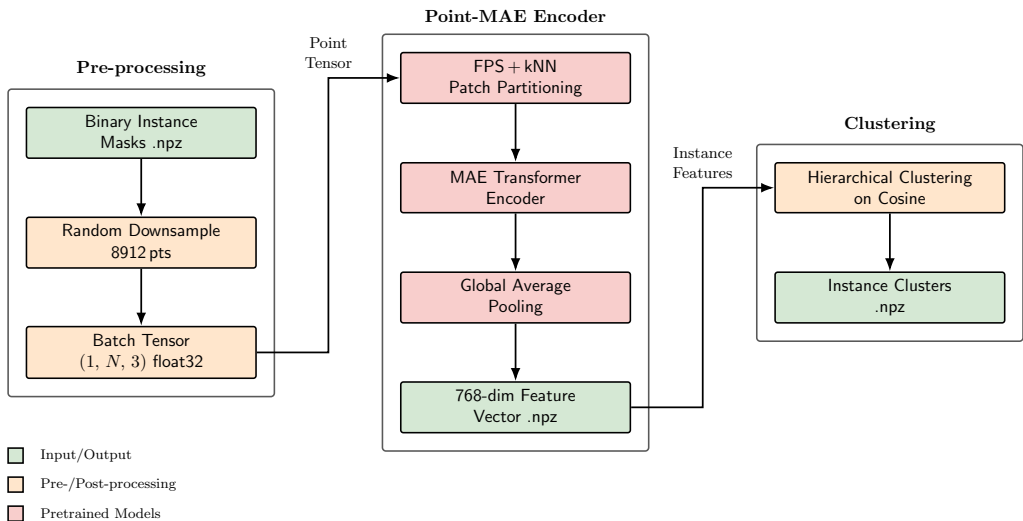 Pre-processing
Binary Instance
Masks .npz
Random Downsample
8912 pts
Batch Tensor
(1, N, 3) float32
Point
Tensor
Point-MAE Encoder
FPS + kNN
Patch Partitioning
MAE Transformer
Encoder
Global Average
Pooling
768-dim Feature
Vector .npz
Instance
Features
Clustering
Hierarchical Clustering
on Cosine
Instance Clusters
.npz
Input/Output
Pre-/Post-processing
Pretrained Models